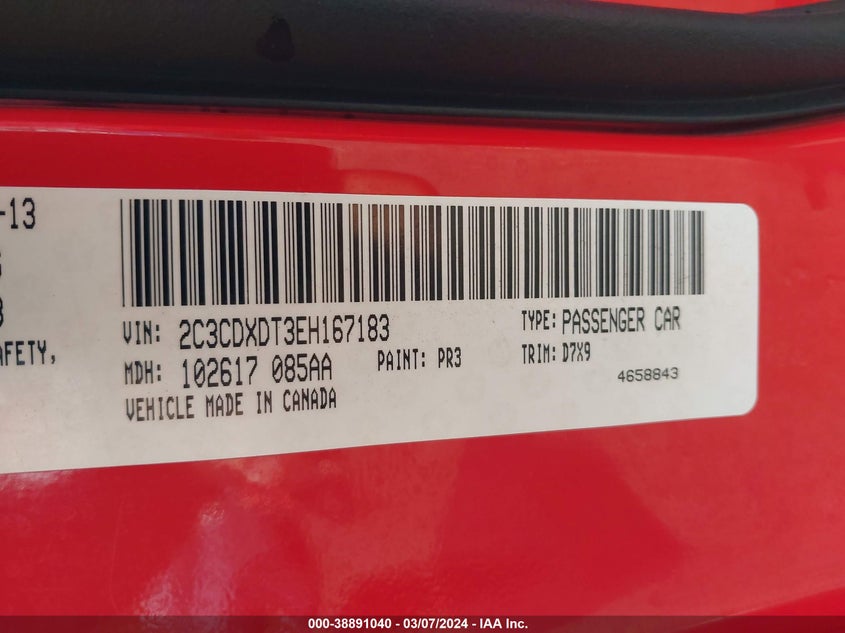 -13
VIN: 2C3CDXDT3EH167183
TYPE: PASSENGER CAR
AFETY,
MDH: 102617 085AA
PAINT: PR3
TRIM: D7X9
4658843
VEHICLE MADE IN CANADA
000-38891040 - 03/07/2024 - IAA Inc.